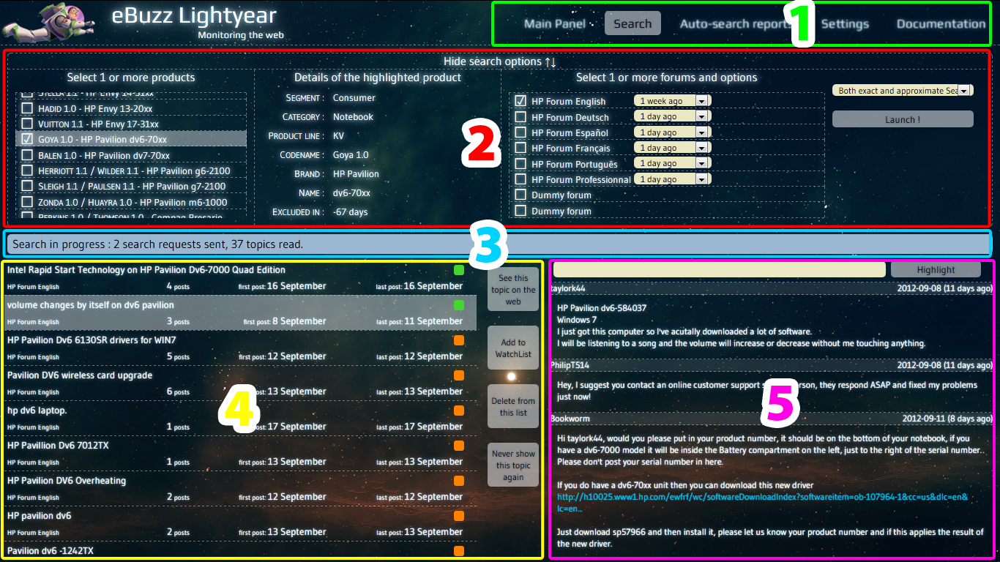 eBuzz Lightyear
Monitoring the web
Main Panel
Search
Auto-search reports
Settings
Documentation
1
Hide search options ↑↓
Select 1 or more products
STELLA 1.1 - HP Envy 14-31xx
HADID 1.0 - HP Envy 13-20xx
VUITTON 1.1 - HP Envy 17-31xx
GOYA 1.0 - HP Pavilion dv6-70xx
BALEN 1.0 - HP Pavilion dv7-70xx
HERRIOTT 1.1 / WILDER 1.1 - HP Pavilion g6-2100
SLEIGH 1.1 / PAULSEN 1.1 - HP Pavilion g7-2100
ZONDA 1.0 / HUAYRA 1.0 - HP Pavilion m6-1000
PERKINS 1.0 / THOMSON 1.0 - Compaq Presario
Details of the highlighted product
SEGMENT : Consumer
CATEGORY : Notebook
PRODUCT LINE : KV
CODENAME : Goya 1.0
BRAND : HP Pavilion
NAME : dv6-70xx
EXCLUDED IN : -67 days
2
Select 1 or more forums and options
HP Forum English 1 week ago
HP Forum Deutsch 1 day ago
HP Forum Español 1 day ago
HP Forum Français 1 day ago
HP Forum Português 1 day ago
HP Forum Professionnal 1 day ago
Dummy forum
Dummy forum
Both exact and approximate Sea
Launch !
3
Search in progress : 2 search requests sent, 37 topics read.
Intel Rapid Start Technology on HP Pavilion Dv6-7000 Quad Edition
HP Forum English 4 posts first post: 16 September last post: 16 September
volume changes by itself on dv6 pavilion
HP Forum English 3 posts first post: 8 September last post: 11 September
HP Pavilion Dv6 6130SR drivers for WIN7
HP Forum English 5 posts first post: 12 September last post: 12 September
Pavilion DV6 wireless card upgrade
HP Forum English 6 posts first post: 13 September last post: 13 September
hp dv6 laptop.
HP Forum English 1 posts first post: 17 September last post: 17 September
HP Pavillion Dv6 7012TX
HP Forum English 1 posts first post: 13 September last post: 13 September
HP Pavilion DV6 Overheating
HP Forum English 2 posts first post: 12 September last post: 12 September
HP pavilion dv6
HP Forum English 2 posts first post: 13 September last post: 13 September
Pavilion dv6 -1242TX
4
See this
topic on the
web
Add to
WatchList
Delete from
this list
Never show
this topic
again
Highlight
taylork44 2012-09-08 (11 days ago)
HP Pavilion dv6-584037
Windows 7
I just got this computer so I've acutally downloaded a lot of software.
I will be listening to a song and the volume will increase or decrease without me touching anything.
PhilipT514 2012-09-08 (11 days ago)
Hey, I suggest you contact an online customer support person, they respond ASAP and fixed my problems
just now!
5
Bookworm 2012-09-11 (8 days ago)
Hi taylork44, would you please put in your product number, it should be on the bottom of your notebook, if you
have a dv6-7000 model it will be inside the Battery compartment on the left, just to the right of the serial number..
Please don't post your serial number in here.
If you do have a dv6-70xx unit then you can download this new driver
http://h10025.www1.hp.com/ewfrf/wc/softwareDownloadIndex?softwareitem=ob-107964-1&cc=us&dlc=en&
lc=en...
Just download sp57966 and then install it, please let us know your product number and if this applies the result of
the new driver.